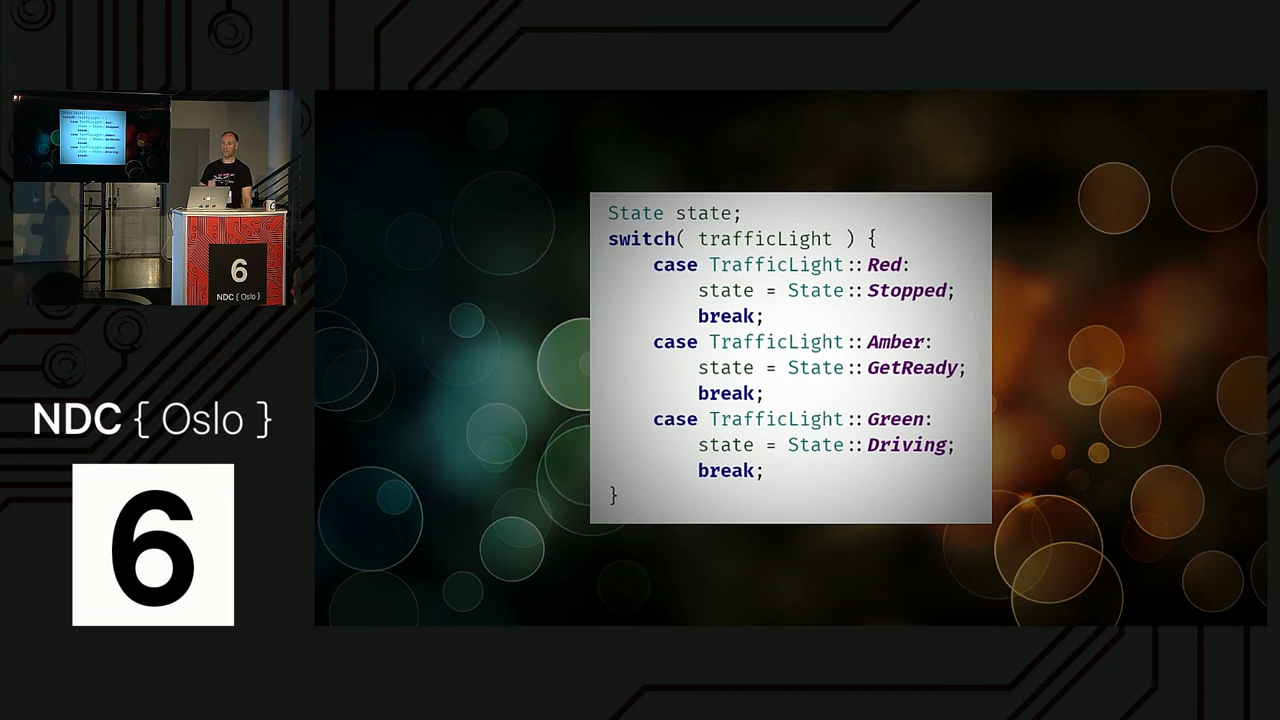 State state;
switch( trafficLight ) {
case TrafficLight::Red:
state = State::Stopped;
break;
case TrafficLight::Amber:
state = State::GetReady;
break;
case TrafficLight::Green:
state = State::Driving;
break;
}
6
NDC { Oslo }
NDC { Oslo }
6